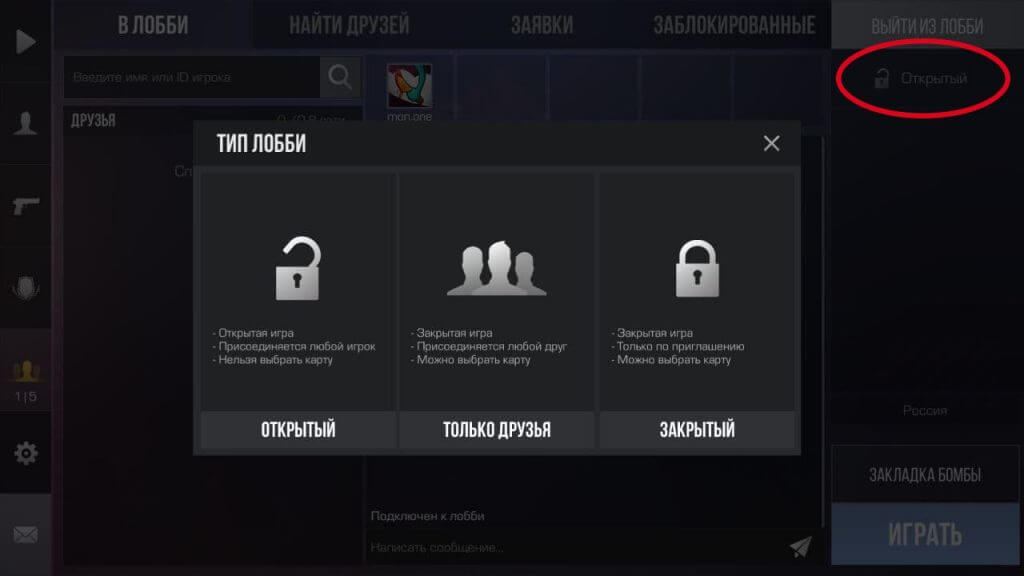 В ЛОББИ
НАЙТИ ДРУЗЕЙ
ЗАЯВКИ
ЗАБЛОКИРОВАННЫЕ
ВЫЙТИ ИЗ ЛОББИ
Введите имя или ID игрока
Открытый
man.one
ДРУЗЬЯ
ТИП ЛОББИ
- Открытая игра
- Присоединяется любой игрок
- Нельзя выбрать карту
ОТКРЫТЫЙ
- Закрытая игра
- Присоединяется любой друг
- Можно выбрать карту
ТОЛЬКО ДРУЗЬЯ
- Закрытая игра
- Только по приглашению
- Можно выбрать карту
ЗАКРЫТЫЙ
1|5
Россия
ЗАКЛАДКА БОМБЫ
ИГРАТЬ
Подключен к лобби
Написать сообщение...